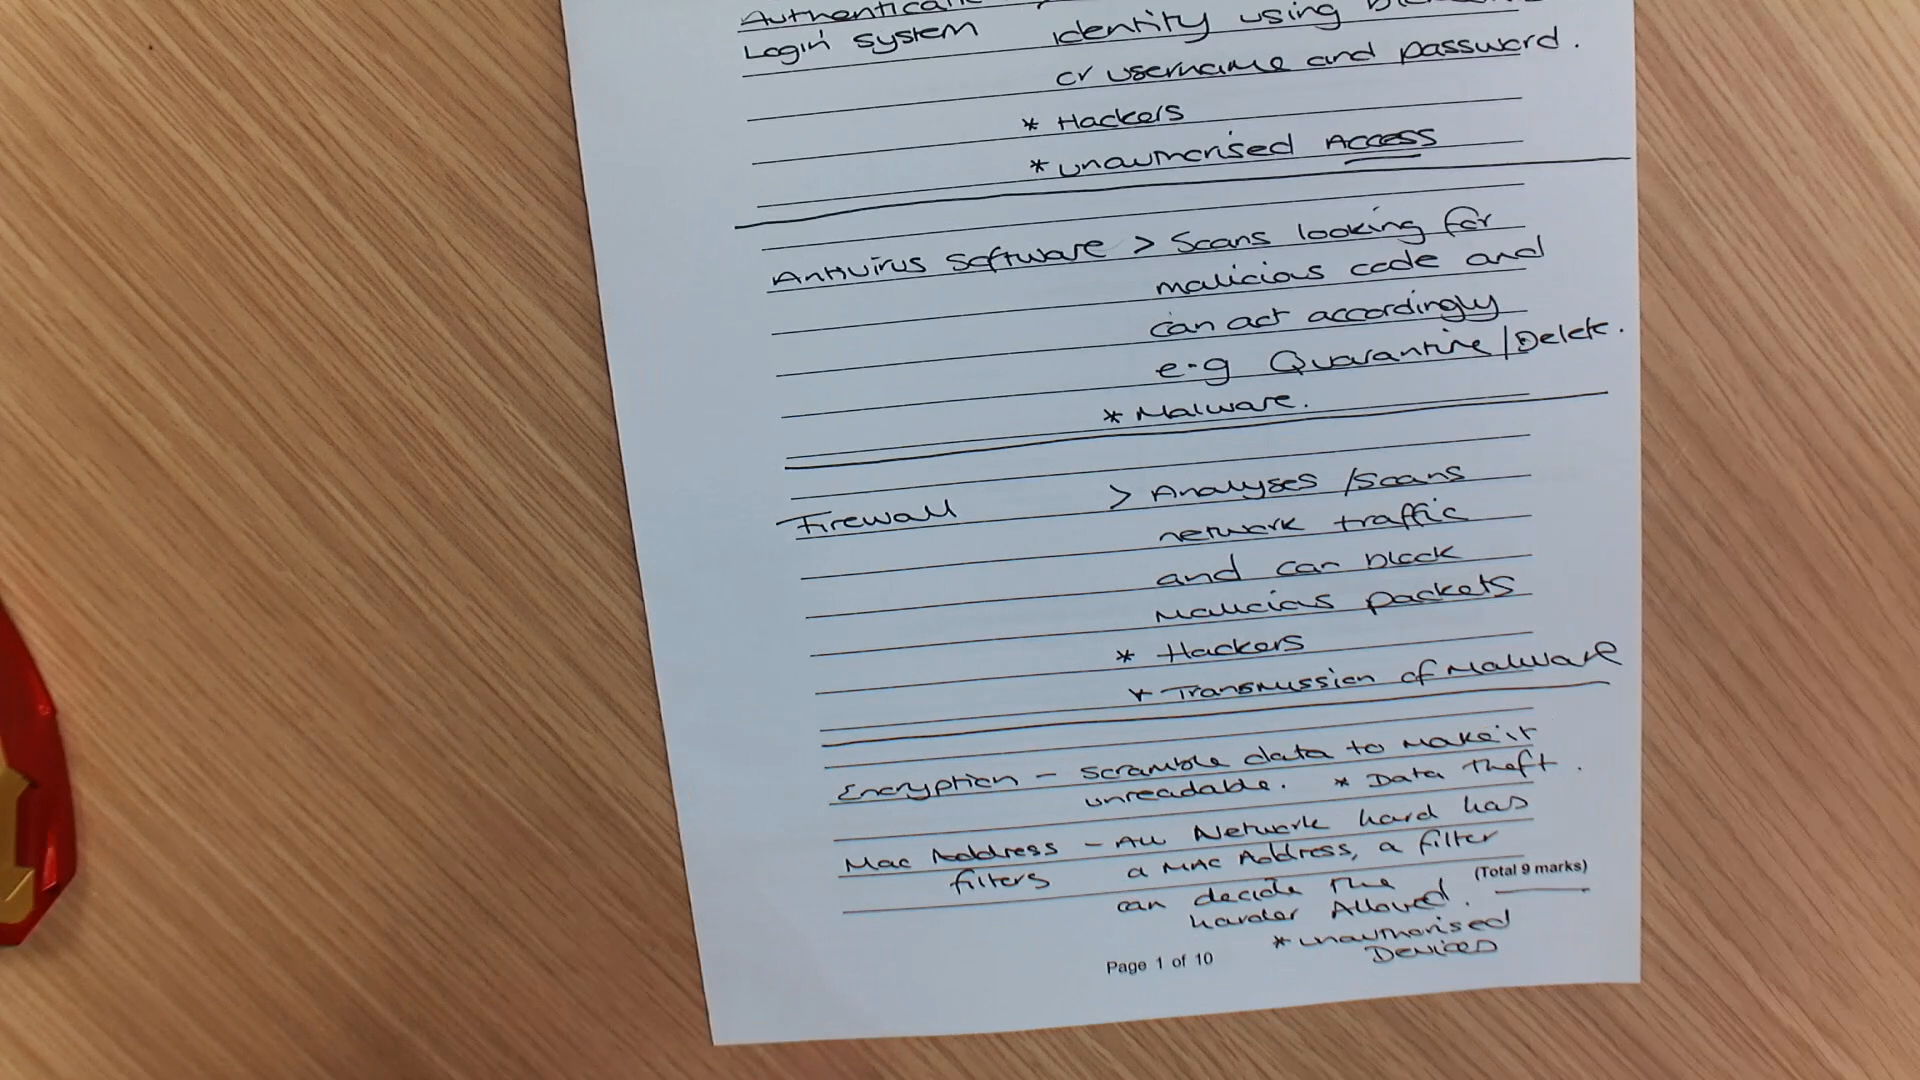 Login system identity using
or username and password.
* Hackers
* unauthorised Access
Antivirus Software > Scans looking for
malicious code and
can act accordingly
e-g Quarantine/Delete.
* Malware.
Firewall > Analyses/Scans
network traffic
and can block
Malicious packets
* Hackers
* Transmission of Malware
Encryption - Scramble data to make it
unreadable. * Data Theft.
Mac Address - All Network hard has
filters a MAC Address, a filter
(Total 9 marks)
can decide the
Allowed.
* unauthorised
Devices
Page 1 of 10